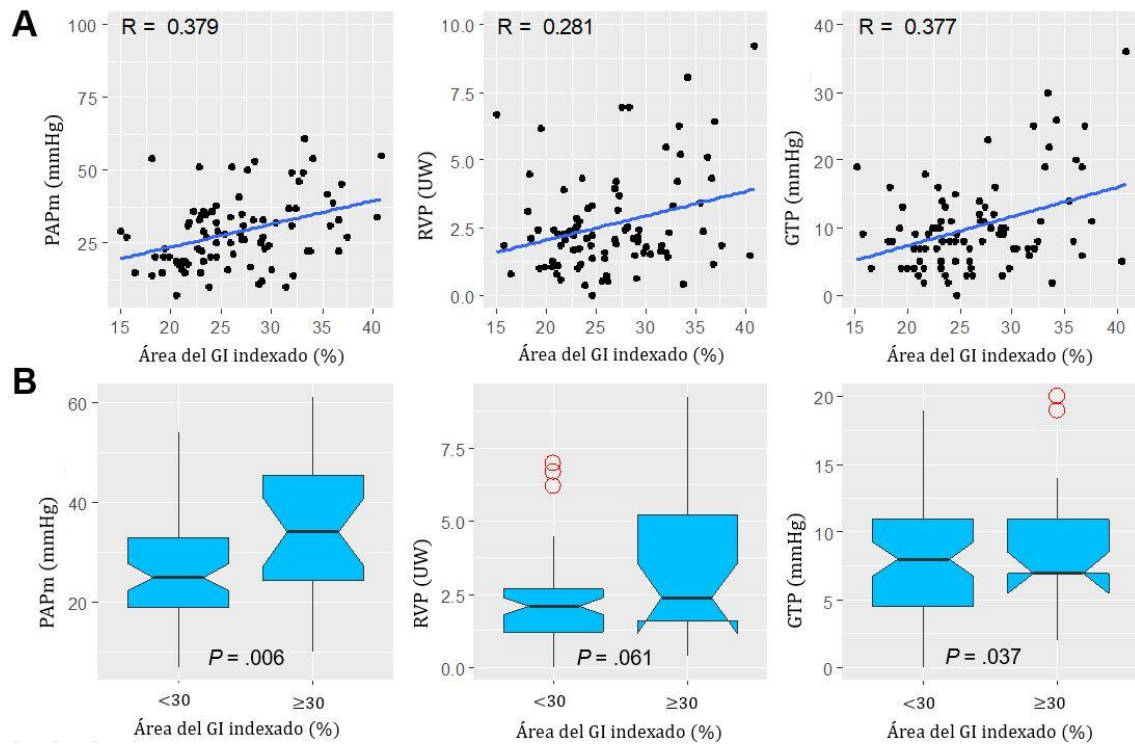 A
R = 0.379
100
75
50
25
PAPm (mmHg)
15 20 25 30 35 40
Área del GI indexado (%)
R = 0.281
10.0
7.5
5.0
2.5
0.0
RVP (UW)
15 20 25 30 35 40
Área del GI indexado (%)
R = 0.377
40
30
20
10
0
GTP (mmHg)
15 20 25 30 35 40
Área del GI indexado (%)
B
60
40
20
PAPm (mmHg)
P = .006
<30 ≥30
Área del GI indexado (%)
7.5
5.0
2.5
0.0
RVP (UW)
P = .061
<30 ≥30
Área del GI indexado (%)
20
15
10
5
0
GTP (mmHg)
P = .037
<30 ≥30
Área del GI indexado (%)